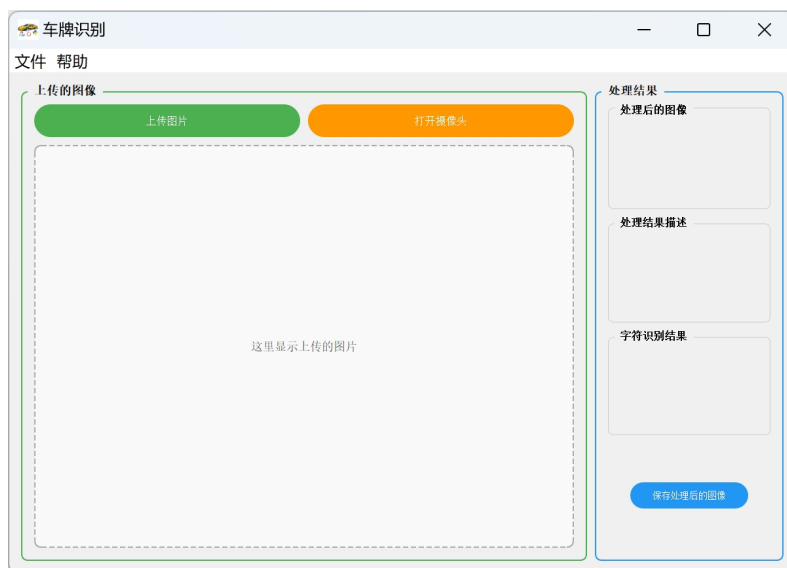 车牌识别
文件 帮助
上传的图像
上传图片 打开摄像头
这里显示上传的图片
处理结果
处理后的图像
处理结果描述
字符识别结果
保存处理后的图像